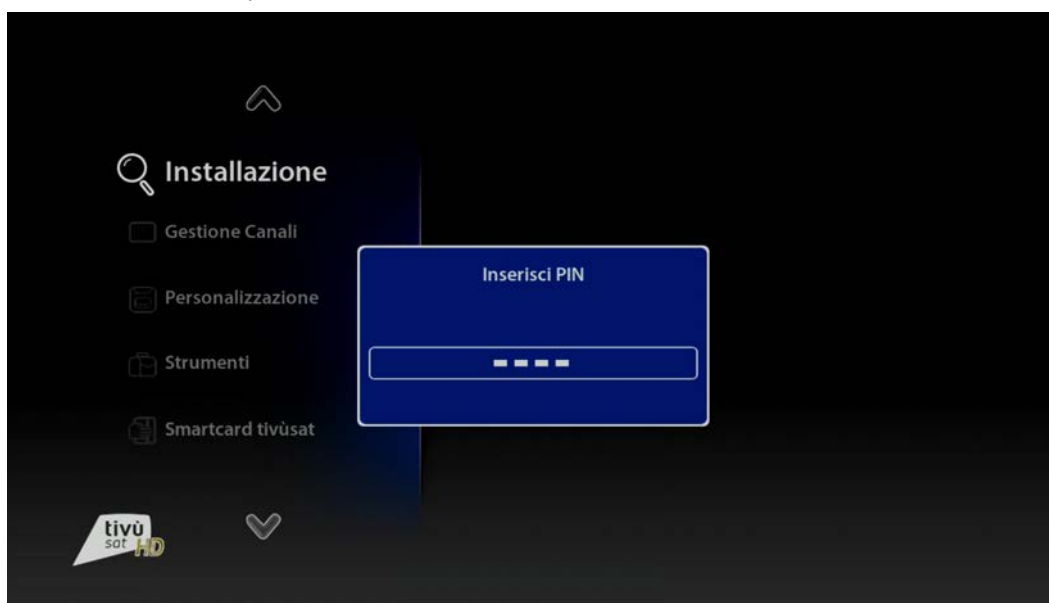 Installazione
Gestione Canali
Inserisci PIN
Personalizzazione
Strumenti
Smartcard tivùsat
tivù
sat HD